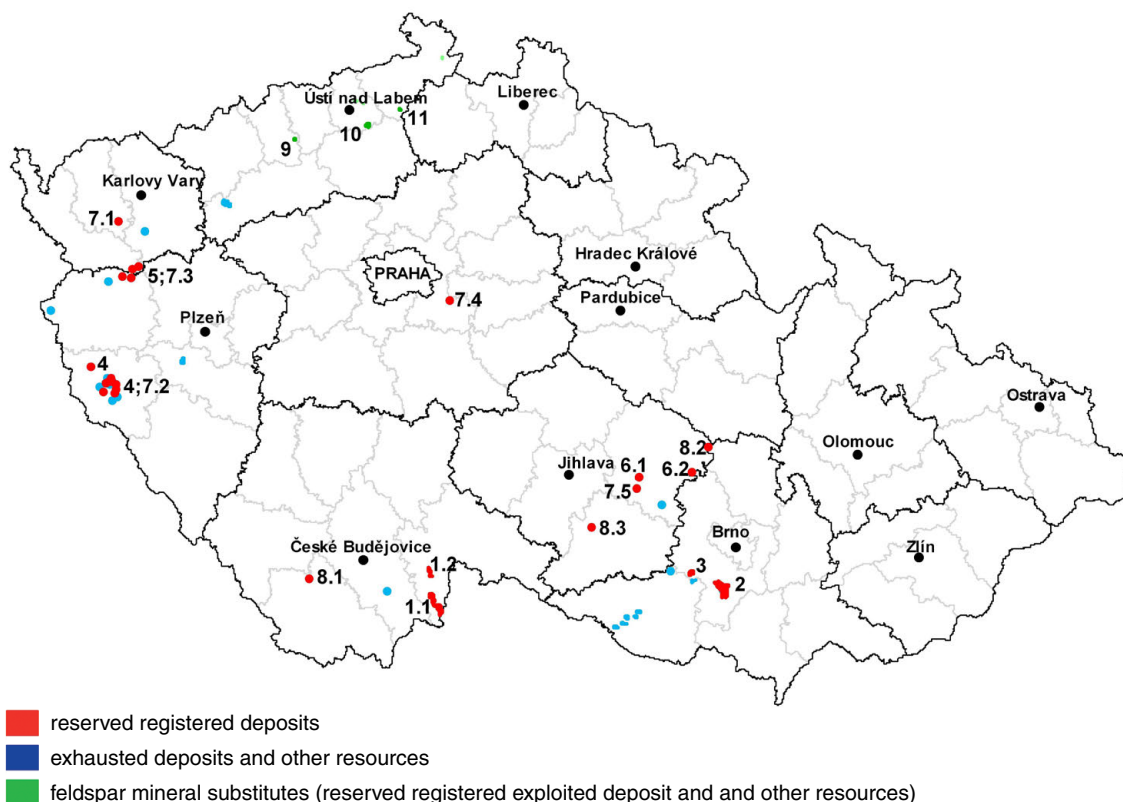 Liberec
Ústí nad Labem
11
10
9
Karlovy Vary
7.1
Hradec Králové
PRAHA
5;7.3
7.4
Pardubice
Plzeň
4
4;7.2
Ostrava
8.2
Olomouc
Jihlava
6.1
6.2
7.5
8.3
Brno
České Budějovice
1.2
Zlín
3
8.1
2
1.1
reserved registered deposits
exhausted deposits and other resources
feldspar mineral substitutes (reserved registered exploited deposit and and other resources)